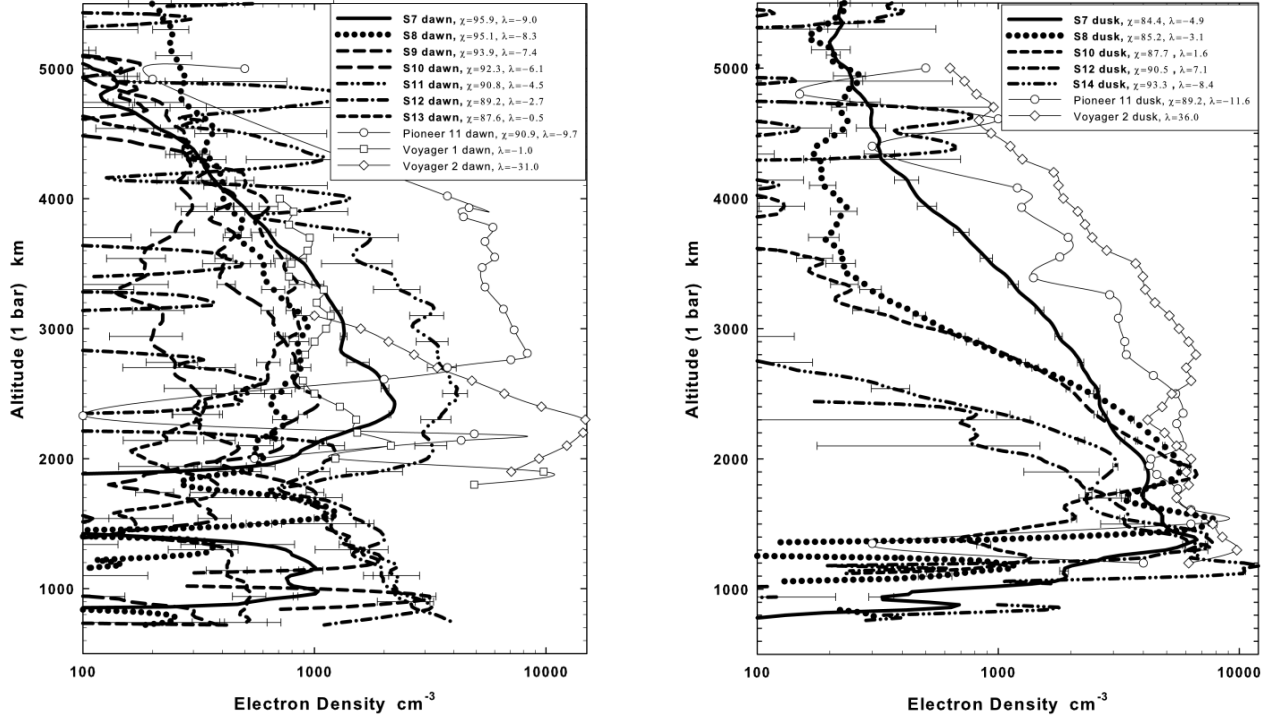 S7 dawn, χ=95.9, λ=−9.0
S8 dawn, χ=95.1, λ=−8.3
S9 dawn, χ=93.9, λ=−7.4
S10 dawn, χ=92.3, λ=−6.1
S11 dawn, χ=90.8, λ=−4.5
S12 dawn, χ=89.2, λ=−2.7
S13 dawn, χ=87.6, λ=−0.5
Pioneer 11 dawn, χ=90.9, λ=−9.7
Voyager 1 dawn, λ=−1.0
Voyager 2 dawn, λ=−31.0
5000
4000
3000
2000
1000
Altitude (1 bar) km
100
1000
10000
Electron Density cm⁻³
S7 dusk, χ=84.4, λ=−4.9
S8 dusk, χ=85.2, λ=−3.1
S10 dusk, χ=87.7 , λ=1.6
S12 dusk, χ=90.5 , λ=7.1
S14 dusk, χ=93.3 , λ=−8.4
Pioneer 11 dusk, χ=89.2, λ=−11.6
Voyager 2 dusk, λ=36.0
5000
4000
3000
2000
1000
Altitude (1 bar) km
100
1000
10000
Electron Density cm⁻³